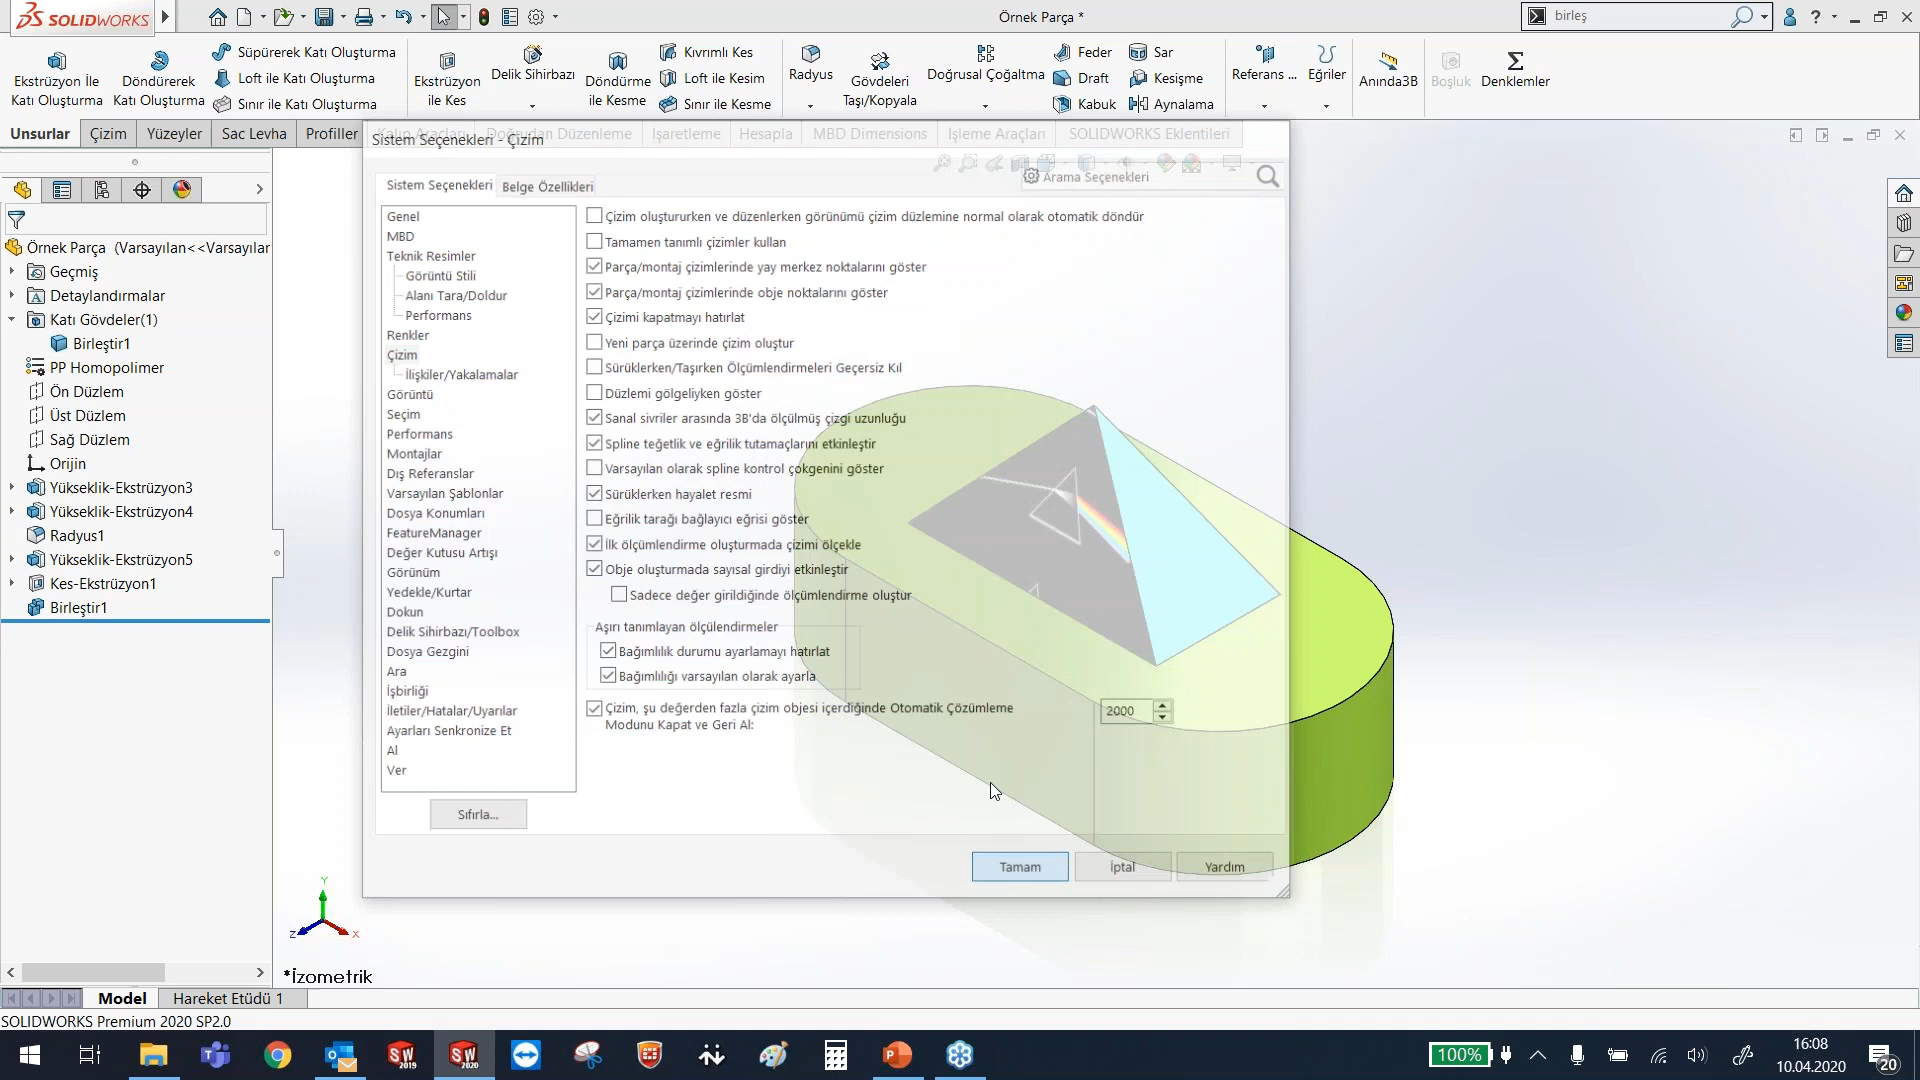 SOLIDWORKS
Örnek Parça *
birleş
Ekstrüzyon İle
Katı Oluşturma
Döndürerek
Katı Oluşturma
Süpürerek Katı Oluşturma
Loft ile Katı Oluşturma
Sınır ile Katı Oluşturma
Ekstrüzyon
ile Kes
Delik Sihirbazı
Döndürme
ile Kesme
Kıvrımlı Kes
Loft ile Kesim
Sınır ile Kesme
Radyus
Gövdeleri
Taşı/Kopyala
Doğrusal Çoğaltma
Feder
Draft
Kabuk
Sar
Kesişme
Aynalama
Referans ...
Eğriler
Anında3B
Boşluk
Denklemler
Unsurlar
Çizim
Yüzeyler
Sac Levha
Profiller
Kalıp Araçları
Doğrudan Düzenleme
İşaretleme
Hesapla
MBD Dimensions
İşleme Araçları
SOLIDWORKS Eklentileri
Örnek Parça (Varsayılan<<Varsayılar
Geçmiş
Detaylandırmalar
Katı Gövdeler(1)
Birleştir1
PP Homopolimer
Ön Düzlem
Üst Düzlem
Sağ Düzlem
Orijin
Yükseklik-Ekstrüzyon3
Yükseklik-Ekstrüzyon4
Radyus1
Yükseklik-Ekstrüzyon5
Kes-Ekstrüzyon1
Birleştir1
Sistem Seçenekleri - Çizim
Sistem Seçenekleri
Belge Özellikleri
Arama Seçenekleri
Genel
MBD
Teknik Resimler
Görüntü Stili
Alanı Tara/Doldur
Performans
Renkler
Çizim
İlişkiler/Yakalamalar
Görüntü
Seçim
Performans
Montajlar
Dış Referanslar
Varsayılan Şablonlar
Dosya Konumları
FeatureManager
Değer Kutusu Artışı
Görünüm
Yedekle/Kurtar
Dokun
Delik Sihirbazı/Toolbox
Dosya Gezgini
Ara
İşbirliği
İletiler/Hatalar/Uyarılar
Ayarları Senkronize Et
Al
Ver
Sıfırla...
Çizim oluştururken ve düzenlerken görünümü çizim düzlemine normal olarak otomatik döndür
Tamamen tanımlı çizimler kullan
Parça/montaj çizimlerinde yay merkez noktalarını göster
Parça/montaj çizimlerinde obje noktalarını göster
Çizimi kapatmayı hatırlat
Yeni parça üzerinde çizim oluştur
Sürüklerken/Taşırken Ölçümlendirmeleri Geçersiz Kıl
Düzlemi gölgeliyken göster
Sanal sivriler arasında 3B'da ölçülmüş çizgi uzunluğu
Spline teğetlik ve eğrilik tutamaçlarını etkinleştir
Varsayılan olarak spline kontrol çokgenini göster
Sürüklerken hayalet resmi
Eğrilik tarağı bağlayıcı eğrisi göster
İlk ölçümlendirme oluşturmada çizimi ölçekle
Obje oluşturmada sayısal girdiyi etkinleştir
Sadece değer girildiğinde ölçümlendirme oluştur
Aşırı tanımlayan ölçülendirmeler
Bağımlılık durumu ayarlamayı hatırlat
Bağımlılığı varsayılan olarak ayarla
Çizim, şu değerden fazla çizim objesi içerdiğinde Otomatik Çözümleme
Modunu Kapat ve Geri Al:
2000
Tamam
İptal
Yardım
Y
Z
X
*İzometrik
Model
Hareket Etüdü 1
SOLIDWORKS Premium 2020 SP2.0
SW
2019
SW
2020
100%
16:08
10.04.2020
20